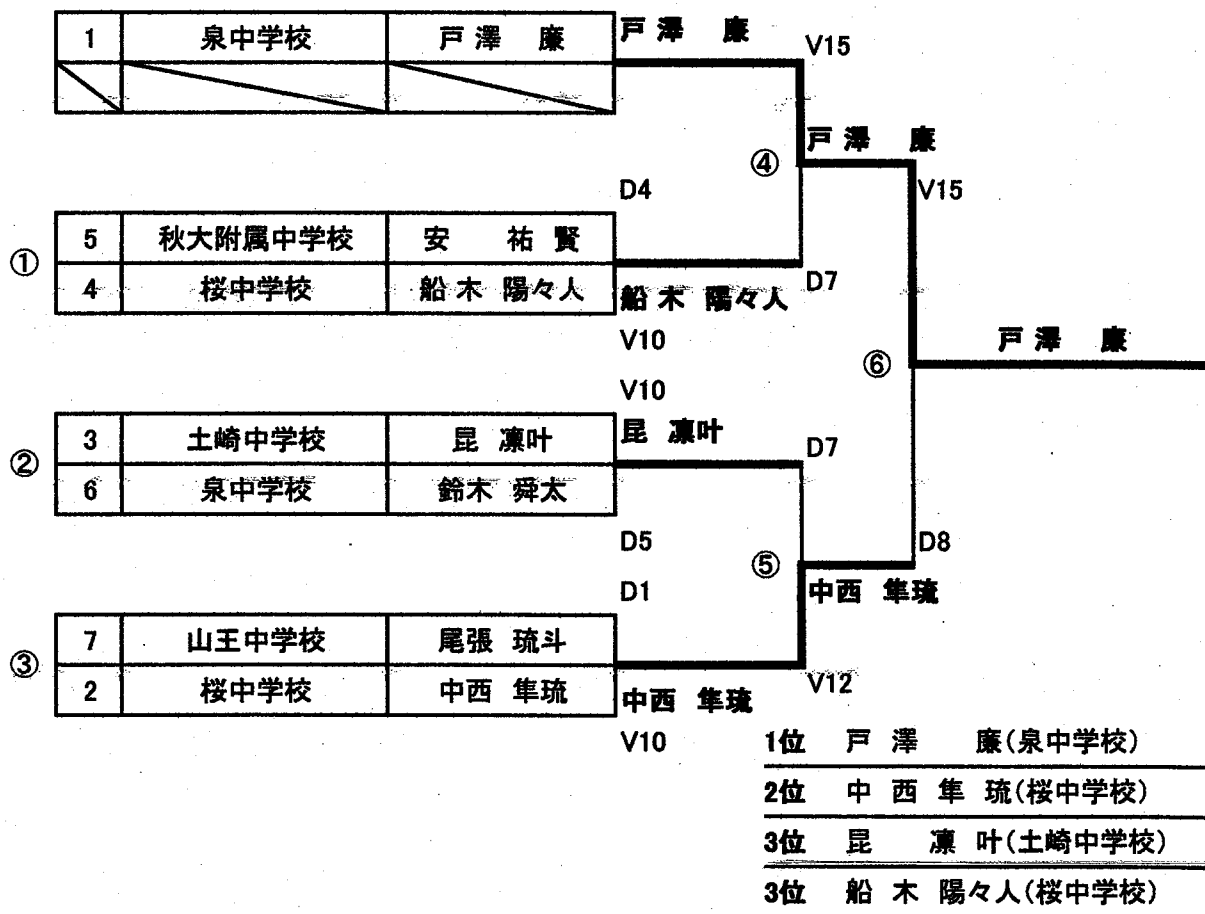 1 泉中学校 戸澤 廉
戸澤 廉
V15
④
戸澤 廉
V15
D4
①
5 秋大附属中学校 安 祐賢
4 桜中学校 船木 陽々人
船木 陽々人
D7
V10
⑥
戸澤 廉
V10
②
3 土崎中学校 昆 凛叶
6 泉中学校 鈴木 舜太
昆 凛叶
D7
D5
⑤
D8
中西 隼琉
D1
③
7 山王中学校 尾張 琉斗
2 桜中学校 中西 隼琉
中西 隼琉
V12
V10
1位 戸澤 廉(泉中学校)
2位 中西隼琉(桜中学校)
3位 昆 凛叶(土崎中学校)
3位 船木陽々人(桜中学校)